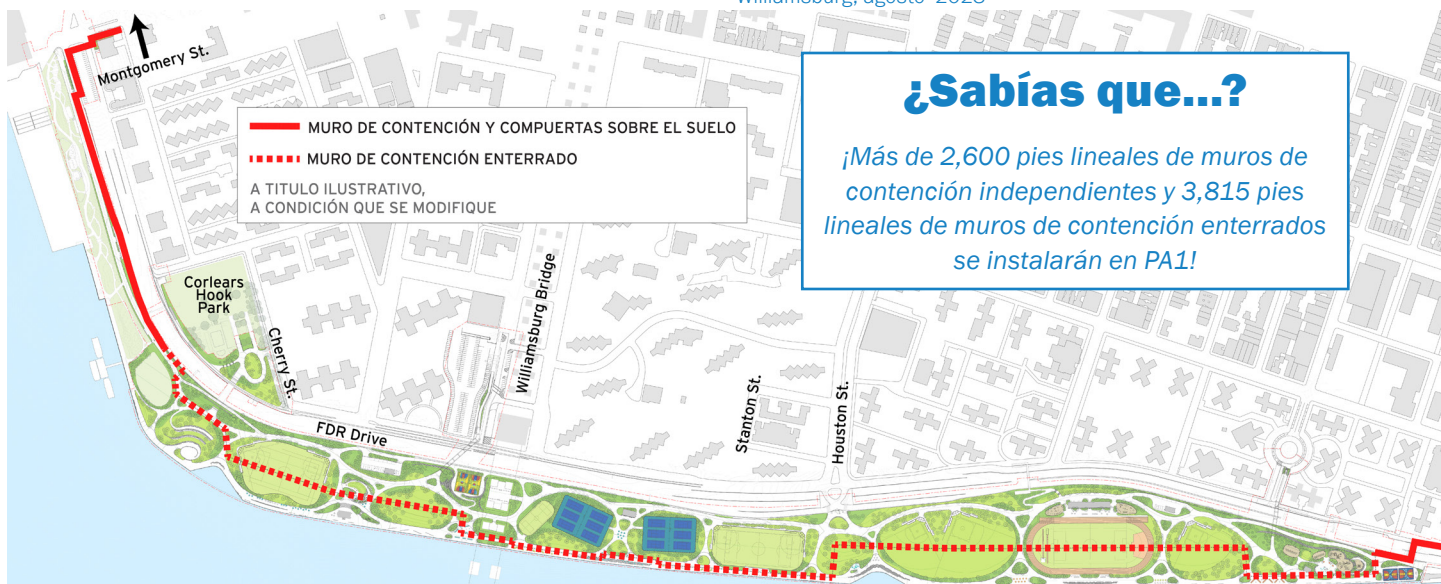 Williamsburg, agosto 2023
Montgomery St.
¿Sabías que...?
¡Más de 2,600 pies lineales de muros de
contención independientes y 3,815 pies
lineales de muros de contención enterrados
se instalarán en PA1!
MURO DE CONTENCIÓN Y COMPUERTAS SOBRE EL SUELO
MURO DE CONTENCIÓN ENTERRADO
A TITULO ILUSTRATIVO,
A CONDICIÓN QUE SE MODIFIQUE
Corlears
Hook
Park
Cherry St.
Williamsburg Bridge
Stanton St.
Houston St.
FDR Drive